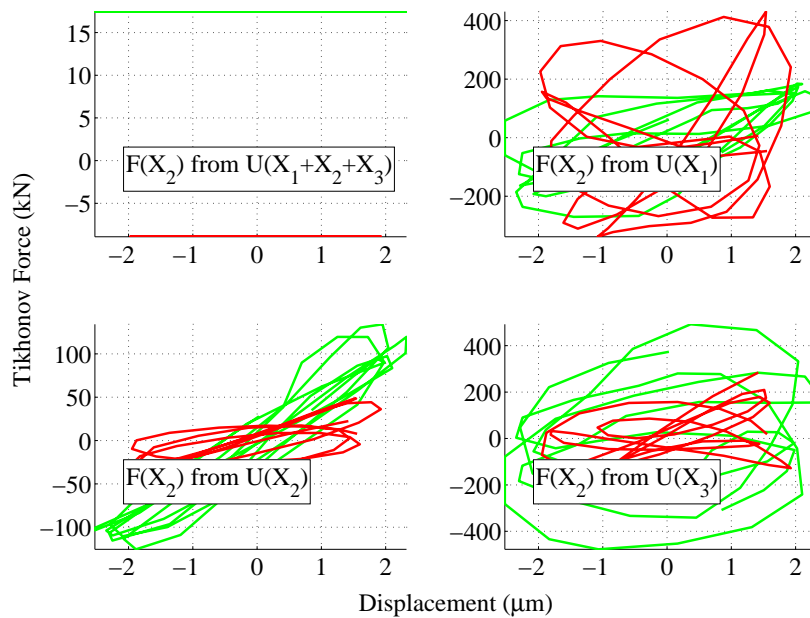 15
10
5
0
−5
−2 −1 0 1 2
F(X₂) from U(X₁+X₂+X₃)
400
200
0
−200
−2 −1 0 1 2
F(X₂) from U(X₁)
Tikhonov Force (kN)
100
50
0
−50
−100
−2 −1 0 1 2
F(X₂) from U(X₂)
400
200
0
−200
−400
−2 −1 0 1 2
F(X₂) from U(X₃)
Displacement (μm)